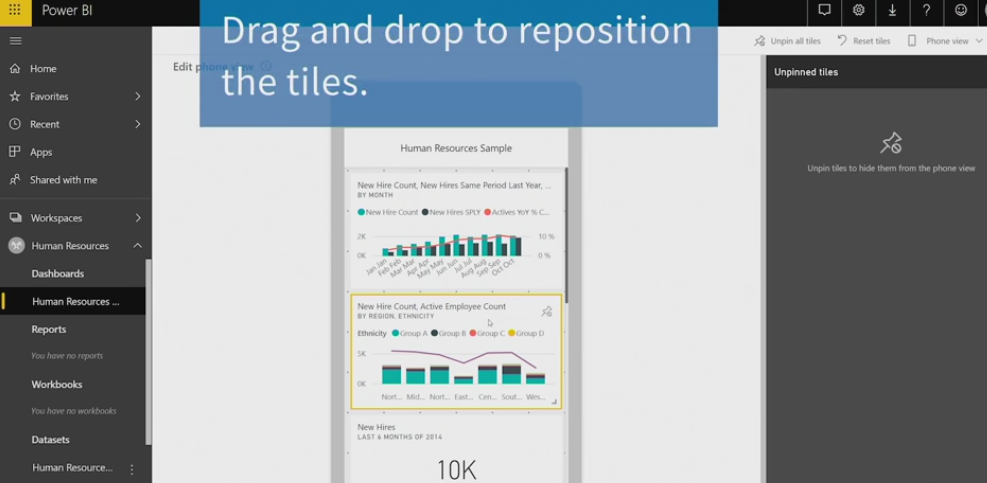 Power BI
Drag and drop to reposition
the tiles.
Unpin all tiles
Reset tiles
Phone view
Edit phone view
Home
Favorites
Recent
Apps
Shared with me
Workspaces
Human Resources
Dashboards
Human Resources ...
Reports
You have no reports
Workbooks
You have no workbooks
Datasets
Human Resource...
Human Resources Sample
New Hire Count, New Hires Same Period Last Year, ...
BY MONTH
New Hire Count New Hires SPLY Actives YoY % C...
2K 10 %
0K 0 %
Jan Jan Feb Feb Mar Mar Apr Apr May May Jun Jun Jul Jul Aug Aug Sep Sep Oct Oct
New Hire Count, Active Employee Count
BY REGION, ETHNICITY
Ethnicity Group A Group B Group C Group D
5K
0K
Nort... Mid... Nort... East... Cen... Sout... Wes...
New Hires
LAST 6 MONTHS OF 2014
10K
Unpinned tiles
Unpin tiles to hide them from the phone view